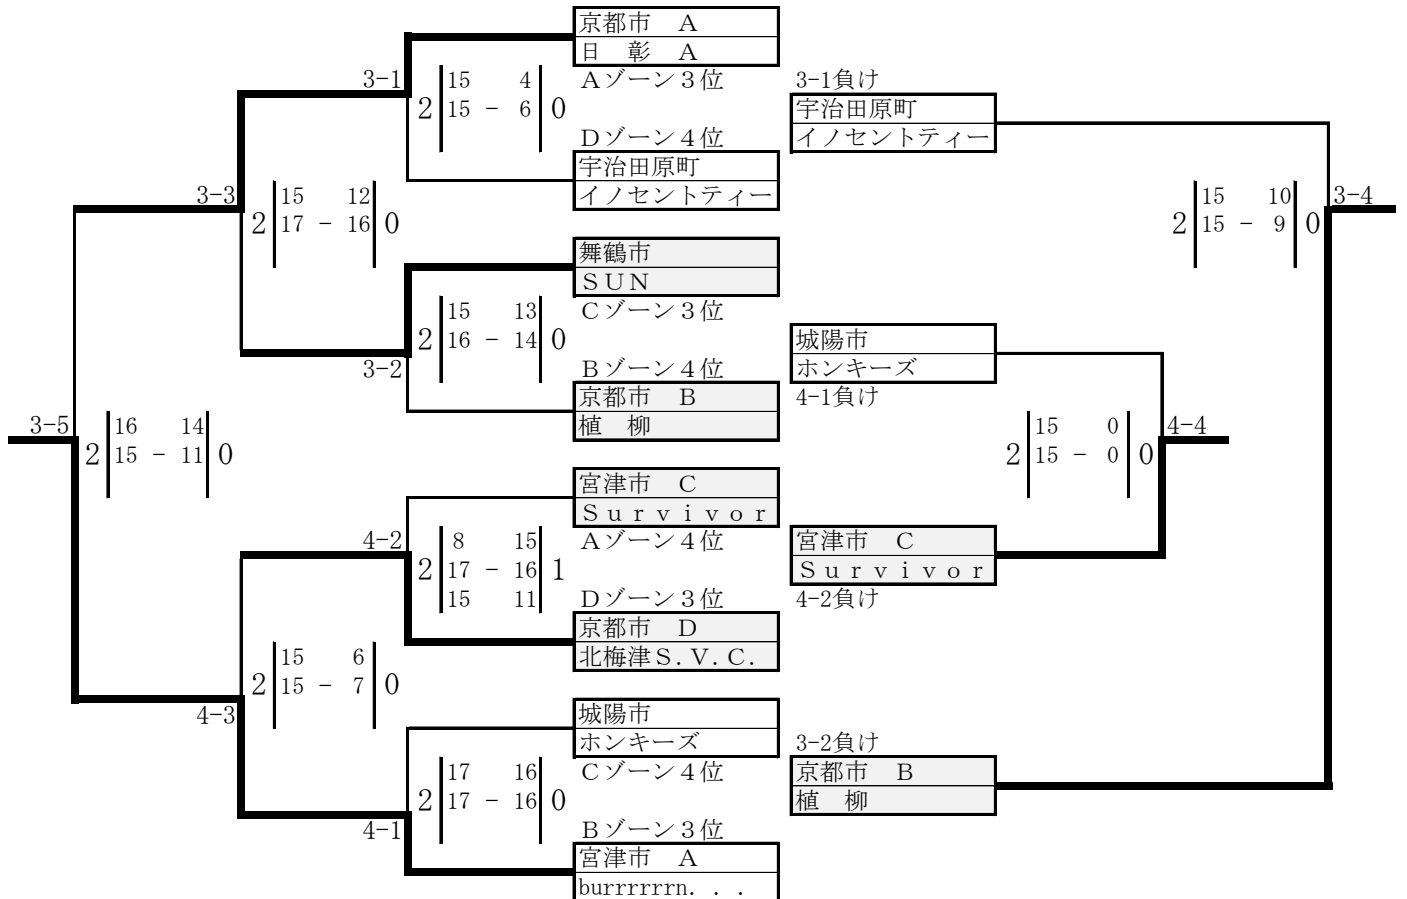 京都市　Ａ
日　彰　Ａ
Ａゾーン３位
3-1
2 15 4 0
15 － 6
Ｄゾーン４位
宇治田原町
イノセントティー
3-3
2 15 12 0
17 － 16
舞鶴市
ＳＵＮ
Ｃゾーン３位
3-2
2 15 13 0
16 － 14
Ｂゾーン４位
京都市　Ｂ
植　柳
3-5
2 16 14 0
15 － 11
宮津市　Ｃ
Ｓｕｒｖｉｖｏｒ
Ａゾーン４位
4-2
2 8 15 1
17 － 16
15 11
Ｄゾーン３位
京都市　Ｄ
北梅津Ｓ．Ｖ．Ｃ．
4-3
2 15 6 0
15 － 7
城陽市
ホンキーズ
Ｃゾーン４位
4-1
2 17 16 0
17 － 16
Ｂゾーン３位
宮津市　Ａ
burrrrrrn．．．
3-1負け
宇治田原町
イノセントティー
3-4
2 15 10 0
15 － 9
城陽市
ホンキーズ
4-1負け
4-4
2 15 0 0
15 － 0
宮津市　Ｃ
Ｓｕｒｖｉｖｏｒ
4-2負け
3-2負け
京都市　Ｂ
植　柳